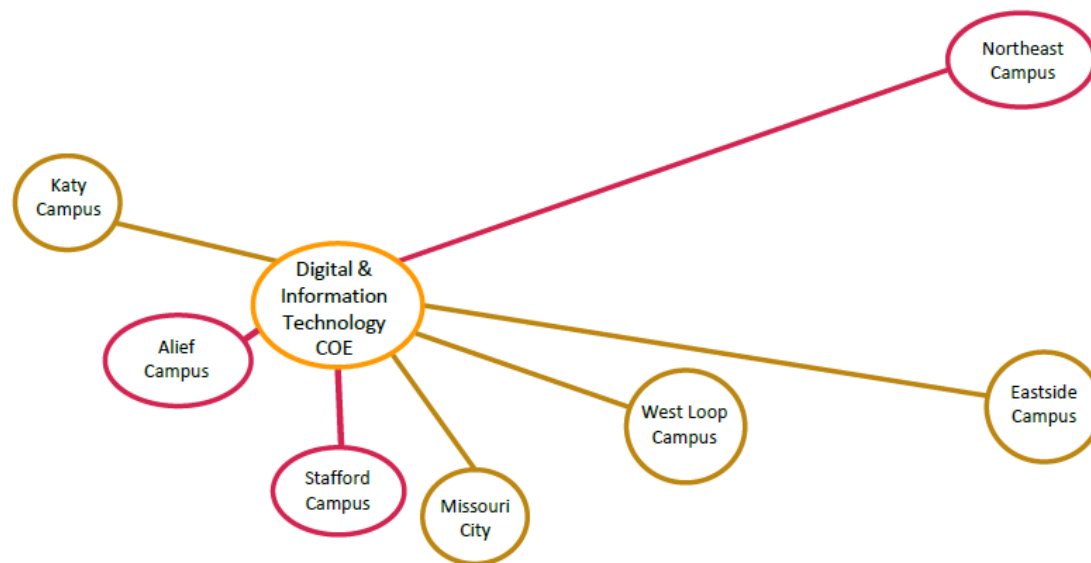 Northeast
Campus
Katy
Campus
Digital &
Information
Technology
COE
Alief
Campus
West Loop
Campus
Eastside
Campus
Stafford
Campus
Missouri
City